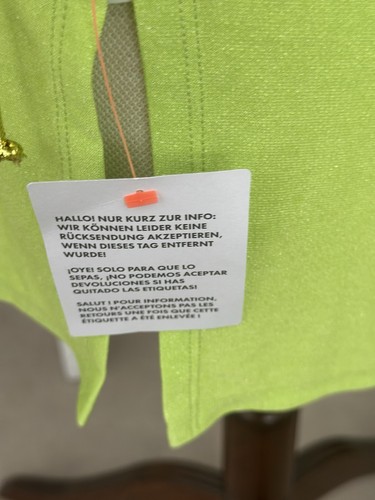 HALLO! NUR KURZ ZUR INFO:
WIR KÖNNEN LEIDER KEINE
RÜCKSENDUNG AKZEPTIEREN,
WENN DIESES TAG ENTFERNT
WURDE!
¡OYE! SOLO PARA QUE LO
SEPAS, ¡NO PODEMOS ACEPTAR
DEVOLUCIONES SI HAS
QUITADO LAS ETIQUETAS!
SALUT ! POUR INFORMATION,
NOUS N'ACCEPTONS PAS LES
RETOURS UNE FOIS QUE CETTE
ÉTIQUETTE A ÉTÉ ENLEVÉE !